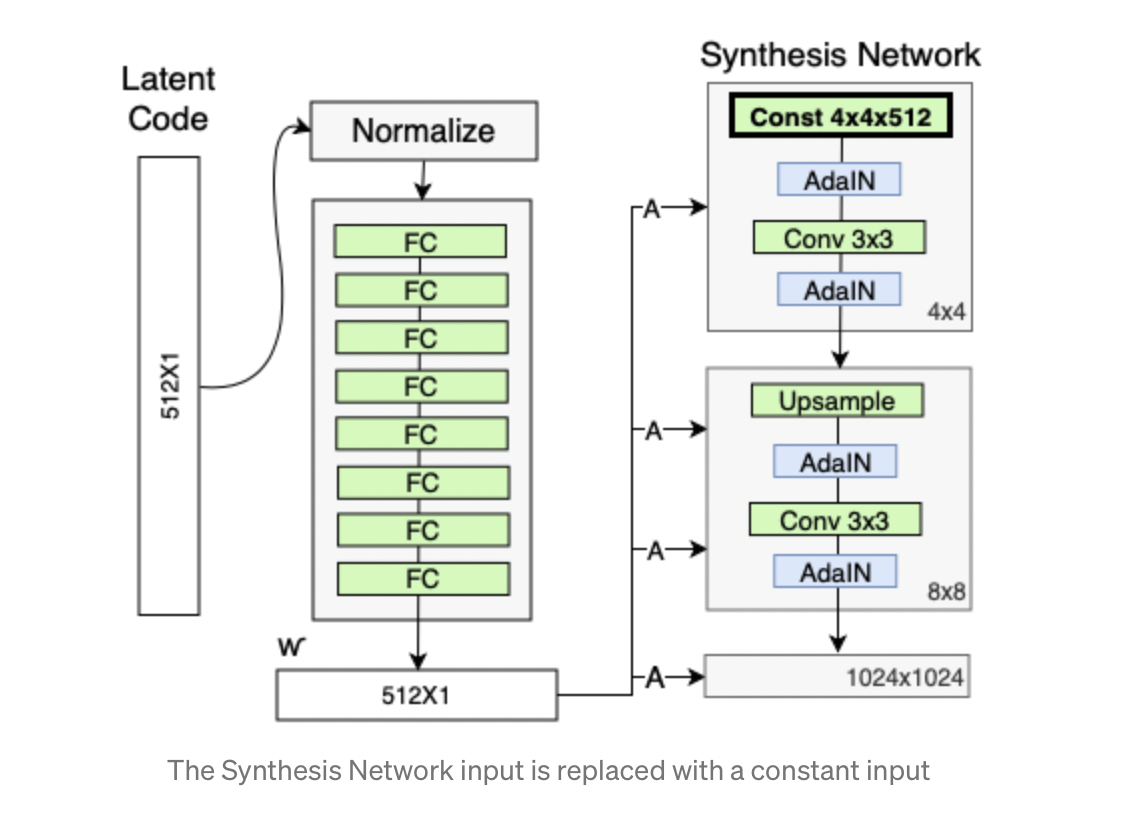 Latent
Code
512X1
Normalize
FC
FC
FC
FC
FC
FC
FC
FC
w
512X1
A
A
A
A
Synthesis Network
Const 4x4x512
AdaIN
Conv 3x3
AdaIN
4x4
Upsample
AdaIN
Conv 3x3
AdaIN
8x8
1024x1024
The Synthesis Network input is replaced with a constant input